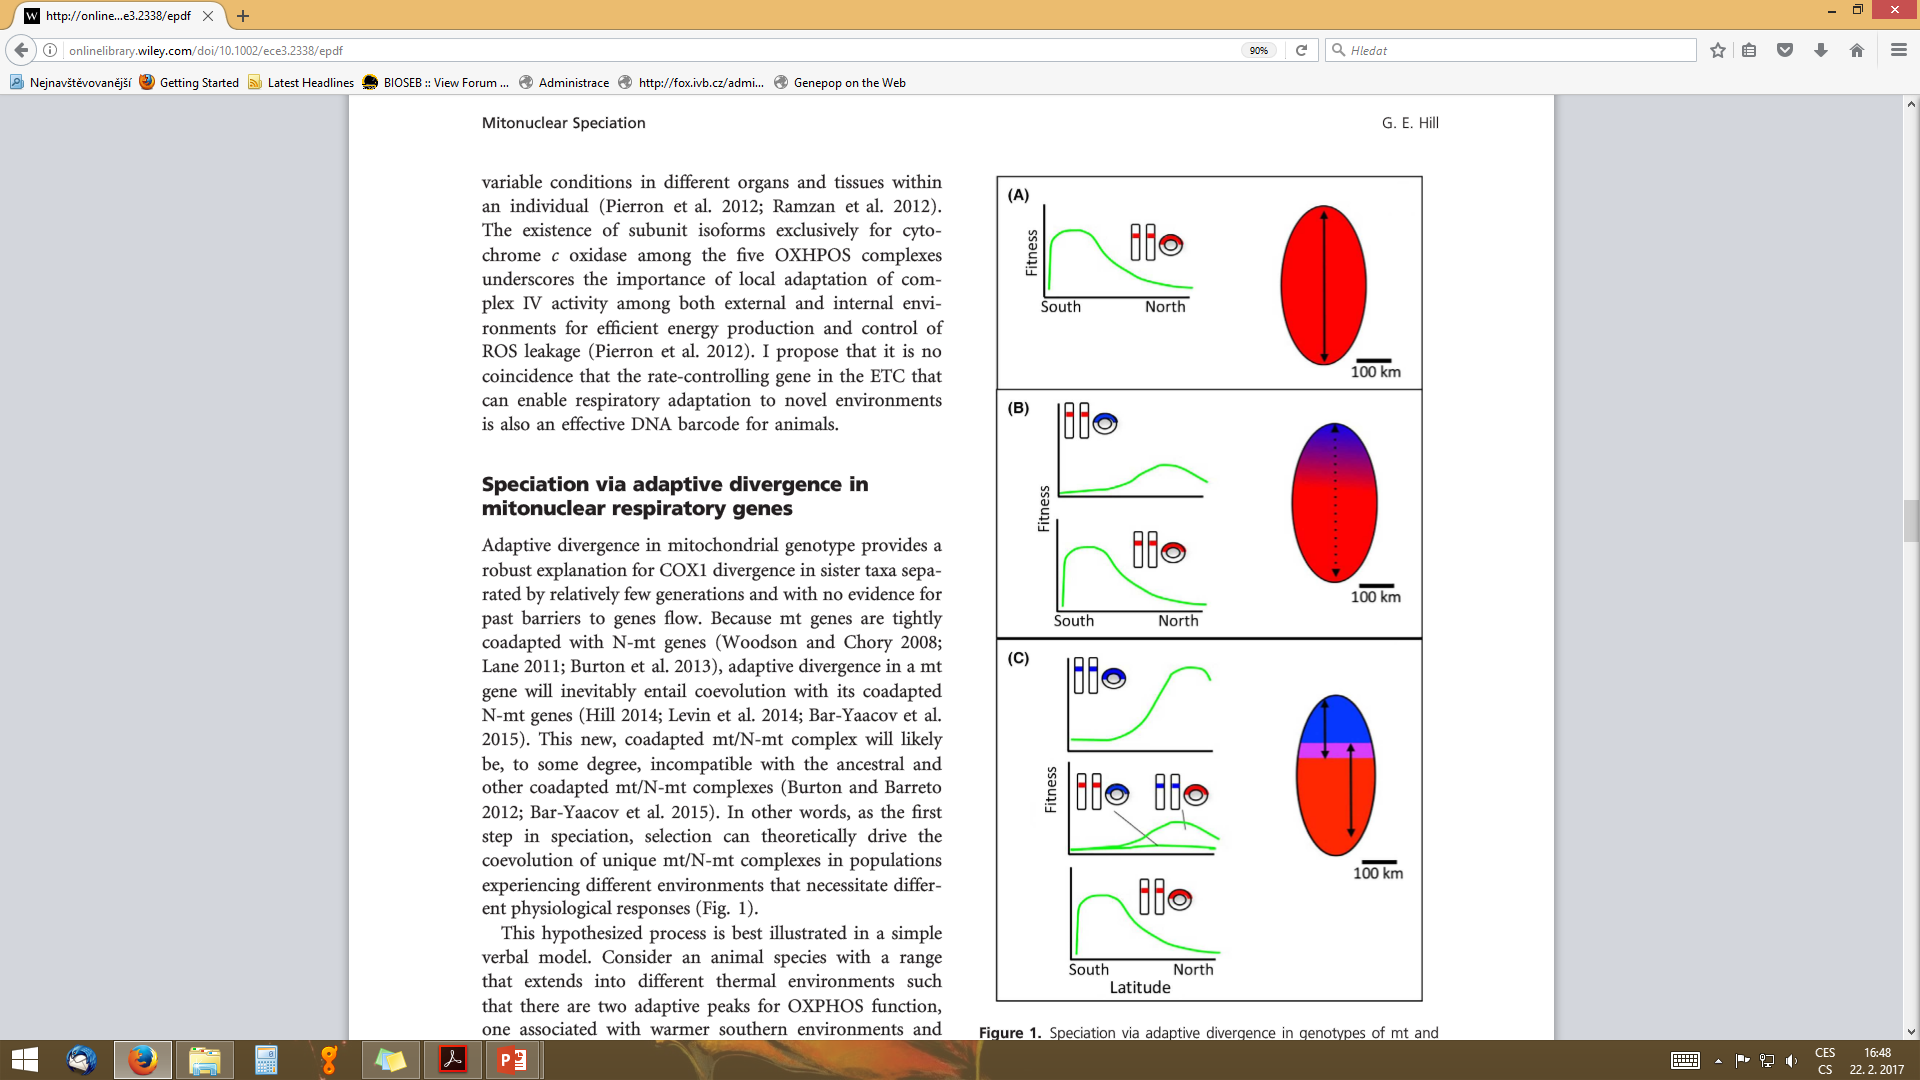 http://online...e3.2338/epdf
onlinelibrary.wiley.com/doi/10.1002/ece3.2338/epdf
90%
Hledat
Nejnavštěvovanější
Getting Started
Latest Headlines
BIOSEB :: View Forum ...
Administrace
http://fox.ivb.cz/admi...
Genepop on the Web
Mitonuclear Speciation
G. E. Hill
variable conditions in different organs and tissues within
an individual (Pierron et al. 2012; Ramzan et al. 2012).
The existence of subunit isoforms exclusively for cyto-
chrome c oxidase among the five OXHPOS complexes
underscores the importance of local adaptation of com-
plex IV activity among both external and internal envi-
ronments for efficient energy production and control of
ROS leakage (Pierron et al. 2012). I propose that it is no
coincidence that the rate-controlling gene in the ETC that
can enable respiratory adaptation to novel environments
is also an effective DNA barcode for animals.
Speciation via adaptive divergence in
mitonuclear respiratory genes
Adaptive divergence in mitochondrial genotype provides a
robust explanation for COX1 divergence in sister taxa sepa-
rated by relatively few generations and with no evidence for
past barriers to genes flow. Because mt genes are tightly
coadapted with N-mt genes (Woodson and Chory 2008;
Lane 2011; Burton et al. 2013), adaptive divergence in a mt
gene will inevitably entail coevolution with its coadapted
N-mt genes (Hill 2014; Levin et al. 2014; Bar-Yaacov et al.
2015). This new, coadapted mt/N-mt complex will likely
be, to some degree, incompatible with the ancestral and
other coadapted mt/N-mt complexes (Burton and Barreto
2012; Bar-Yaacov et al. 2015). In other words, as the first
step in speciation, selection can theoretically drive the
coevolution of unique mt/N-mt complexes in populations
experiencing different environments that necessitate differ-
ent physiological responses (Fig. 1).
This hypothesized process is best illustrated in a simple
verbal model. Consider an animal species with a range
that extends into different thermal environments such
that there are two adaptive peaks for OXPHOS function,
one associated with warmer southern environments and
(A)
Fitness
South
North
100 km
(B)
Fitness
South
North
100 km
(C)
Fitness
South
North
Latitude
100 km
Figure 1. Speciation via adaptive divergence in genotypes of mt and
CES
CS
16:48
22. 2. 2017